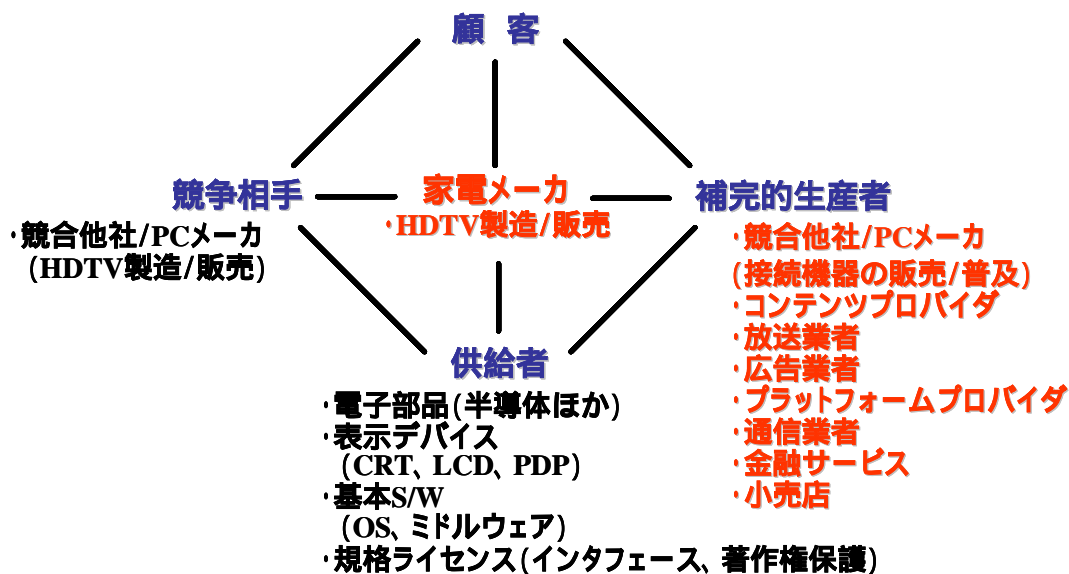 顧 客
競争相手
・競合他社/PCメーカ
(HDTV製造/販売)
家電メーカ
・HDTV製造/販売
補完的生産者
・競合他社/PCメーカ
(接続機器の販売/普及)
・コンテンツプロバイダ
・放送業者
・広告業者
・プラットフォームプロバイダ
・通信業者
・金融サービス
・小売店
供給者
・電子部品(半導体ほか)
・表示デバイス
(CRT、LCD、PDP)
・基本S/W
(OS、ミドルウェア)
・規格ライセンス(インタフェース、著作権保護)